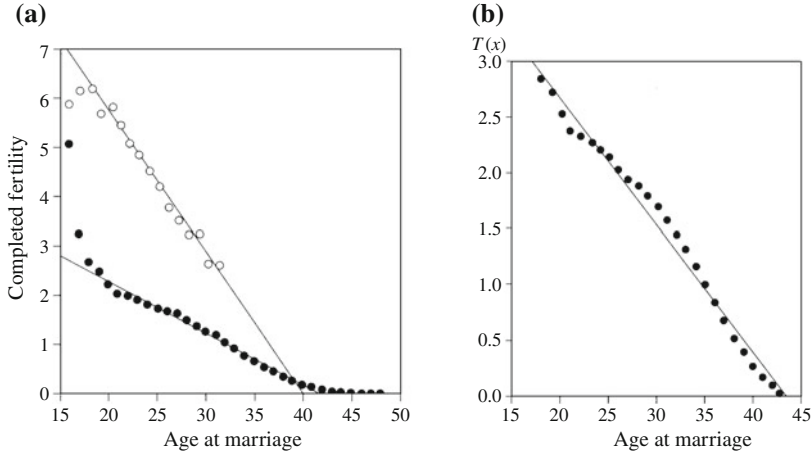 (a)
7
6
5
4
3
2
1
0
Completed fertility
15 20 25 30 35 40 45 50
Age at marriage
(b)
T(x)
3.0
2.5
2.0
1.5
1.0
0.5
0.0
15 20 25 30 35 40 45
Age at marriage